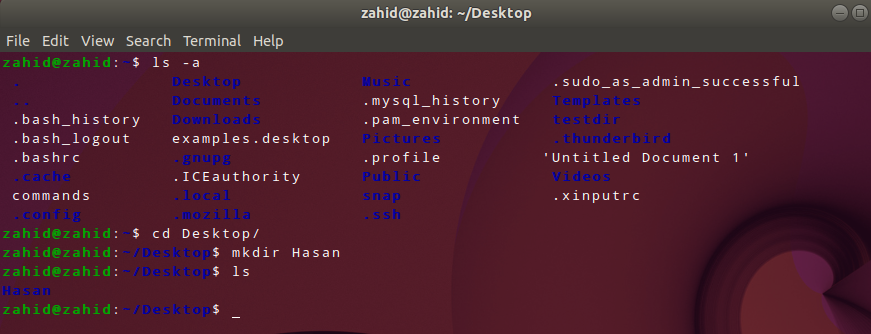 zahid@zahid: ~/Desktop
File Edit View Search Terminal Help
zahid@zahid:~$ ls -a
. Desktop Music .sudo_as_admin_successful
.. Documents .mysql_history Templates
.bash_history Downloads .pam_environment testdir
.bash_logout examples.desktop Pictures .thunderbird
.bashrc .gnupg .profile 'Untitled Document 1'
.cache .ICEauthority Public Videos
commands .local snap .xinputrc
.config .mozilla .ssh
zahid@zahid:~$ cd Desktop/
zahid@zahid:~/Desktop$ mkdir Hasan
zahid@zahid:~/Desktop$ ls
Hasan
zahid@zahid:~/Desktop$ _